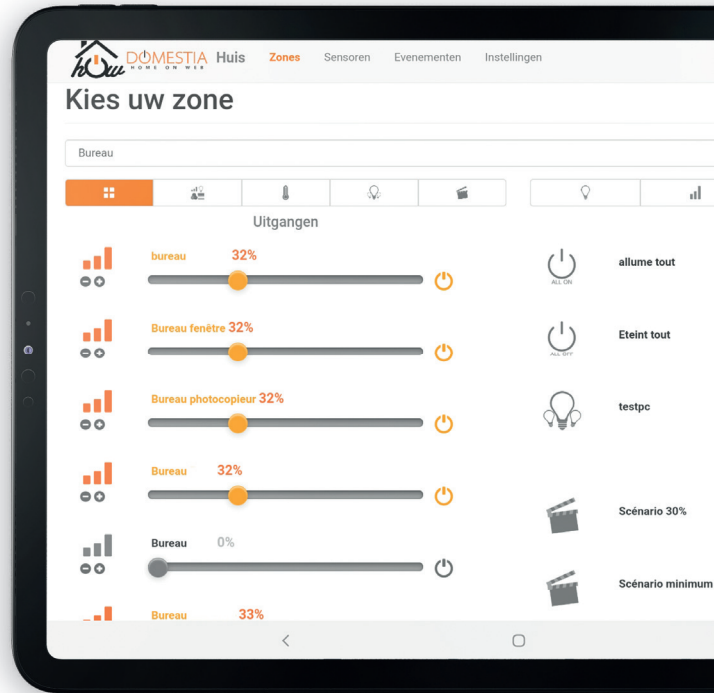 how DOMESTIA Huis Zones Sensoren Evenementen Instellingen
HOME ON WEB
Kies uw zone
Bureau
Uitgangen
bureau 32%
allume tout
ALL ON
Bureau fenêtre 32%
Eteint tout
ALL OFF
Bureau photocopieur 32%
testpc
Bureau 32%
Scénario 30%
Bureau 0%
Scénario minimum
Bureau 33%